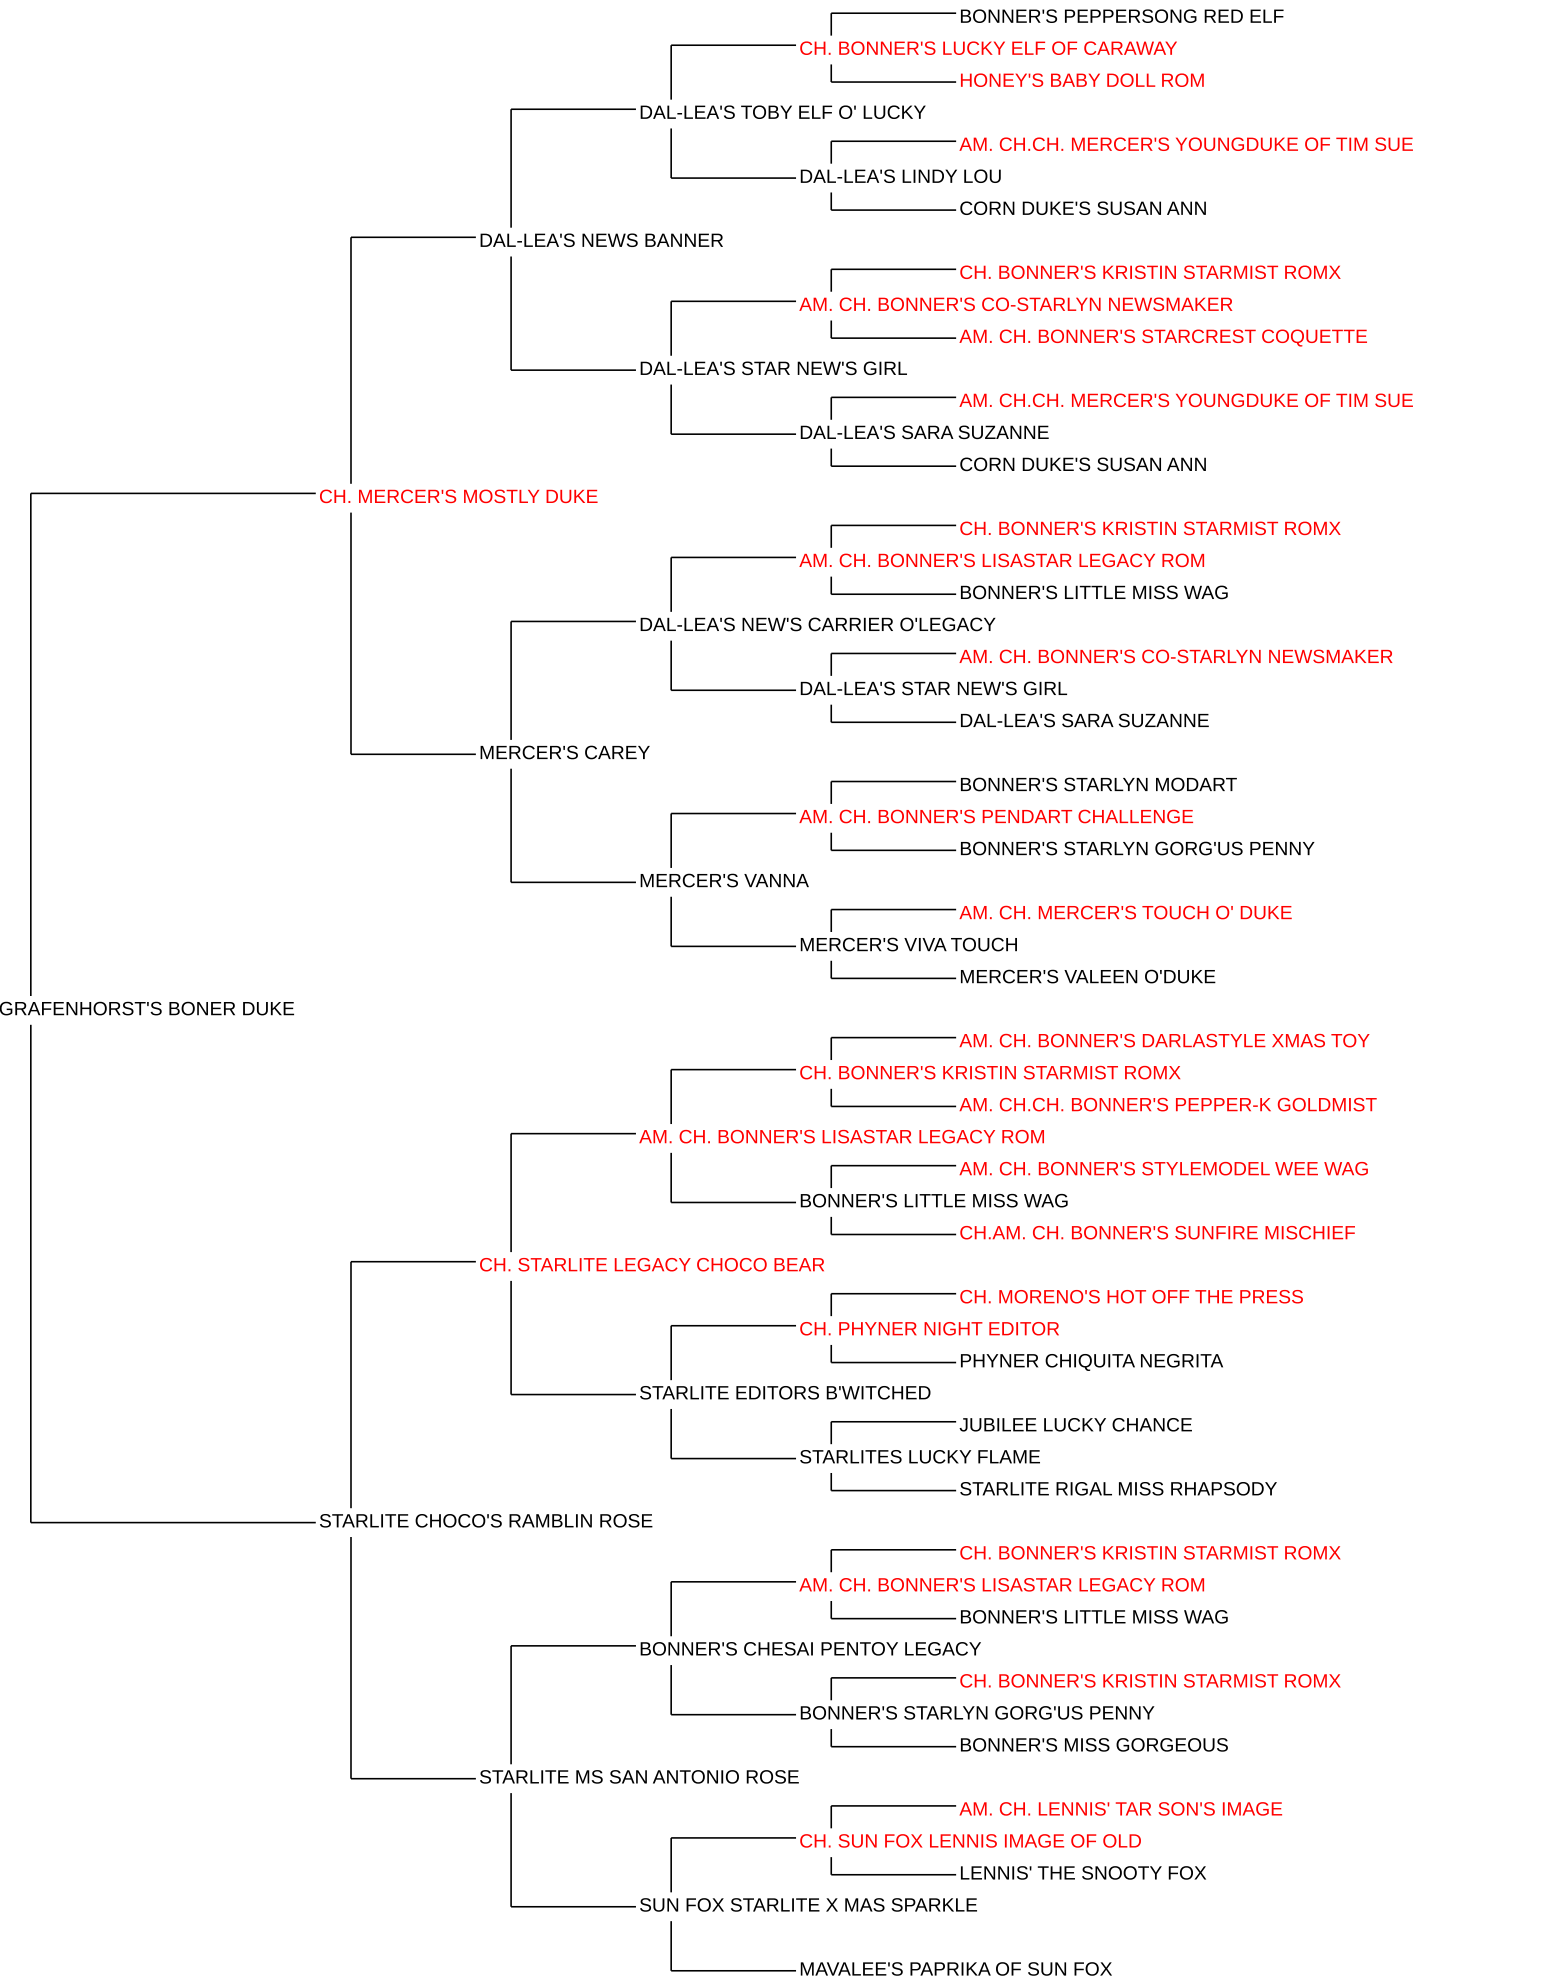 BONNER'S PEPPERSONG RED ELF
CH. BONNER'S LUCKY ELF OF CARAWAY
HONEY'S BABY DOLL ROM
DAL-LEA'S TOBY ELF O' LUCKY
AM. CH.CH. MERCER'S YOUNGDUKE OF TIM SUE
DAL-LEA'S LINDY LOU
CORN DUKE'S SUSAN ANN
DAL-LEA'S NEWS BANNER
CH. BONNER'S KRISTIN STARMIST ROMX
AM. CH. BONNER'S CO-STARLYN NEWSMAKER
AM. CH. BONNER'S STARCREST COQUETTE
DAL-LEA'S STAR NEW'S GIRL
AM. CH.CH. MERCER'S YOUNGDUKE OF TIM SUE
DAL-LEA'S SARA SUZANNE
CORN DUKE'S SUSAN ANN
CH. MERCER'S MOSTLY DUKE
CH. BONNER'S KRISTIN STARMIST ROMX
AM. CH. BONNER'S LISASTAR LEGACY ROM
BONNER'S LITTLE MISS WAG
DAL-LEA'S NEW'S CARRIER O'LEGACY
AM. CH. BONNER'S CO-STARLYN NEWSMAKER
DAL-LEA'S STAR NEW'S GIRL
DAL-LEA'S SARA SUZANNE
MERCER'S CAREY
BONNER'S STARLYN MODART
AM. CH. BONNER'S PENDART CHALLENGE
BONNER'S STARLYN GORG'US PENNY
MERCER'S VANNA
AM. CH. MERCER'S TOUCH O' DUKE
MERCER'S VIVA TOUCH
MERCER'S VALEEN O'DUKE
GRAFENHORST'S BONER DUKE
AM. CH. BONNER'S DARLASTYLE XMAS TOY
CH. BONNER'S KRISTIN STARMIST ROMX
AM. CH.CH. BONNER'S PEPPER-K GOLDMIST
AM. CH. BONNER'S LISASTAR LEGACY ROM
AM. CH. BONNER'S STYLEMODEL WEE WAG
BONNER'S LITTLE MISS WAG
CH.AM. CH. BONNER'S SUNFIRE MISCHIEF
CH. STARLITE LEGACY CHOCO BEAR
CH. MORENO'S HOT OFF THE PRESS
CH. PHYNER NIGHT EDITOR
PHYNER CHIQUITA NEGRITA
STARLITE EDITORS B'WITCHED
JUBILEE LUCKY CHANCE
STARLITES LUCKY FLAME
STARLITE RIGAL MISS RHAPSODY
STARLITE CHOCO'S RAMBLIN ROSE
CH. BONNER'S KRISTIN STARMIST ROMX
AM. CH. BONNER'S LISASTAR LEGACY ROM
BONNER'S LITTLE MISS WAG
BONNER'S CHESAI PENTOY LEGACY
CH. BONNER'S KRISTIN STARMIST ROMX
BONNER'S STARLYN GORG'US PENNY
BONNER'S MISS GORGEOUS
STARLITE MS SAN ANTONIO ROSE
AM. CH. LENNIS' TAR SON'S IMAGE
CH. SUN FOX LENNIS IMAGE OF OLD
LENNIS' THE SNOOTY FOX
SUN FOX STARLITE X MAS SPARKLE
MAVALEE'S PAPRIKA OF SUN FOX